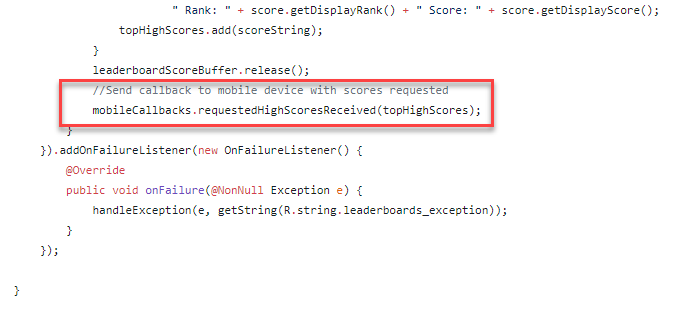 " Rank: " + score.getDisplayRank() + " Score: " + score.getDisplayScore();
topHighScores.add(scoreString);
}
leaderboardScoreBuffer.release();
//Send callback to mobile device with scores requested
mobileCallbacks.requestedHighScoresReceived(topHighScores);
}
}).addOnFailureListener(new OnFailureListener() {
@Override
public void onFailure(@NonNull Exception e) {
handleException(e, getString(R.string.leaderboards_exception));
}
});
}